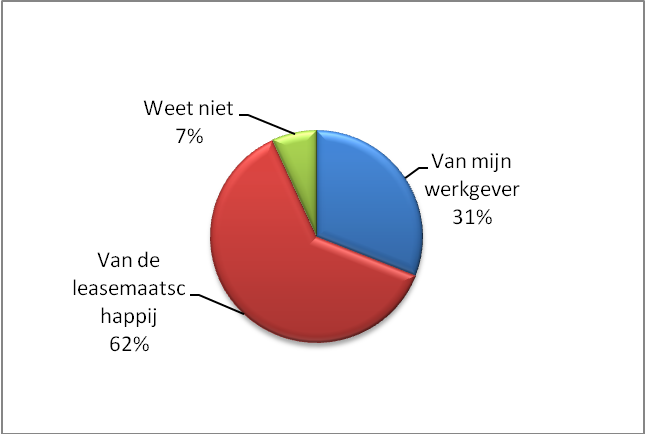 Weet niet
7%
Van mijn
werkgever
31%
Van de
leasemaatsc
happij
62%